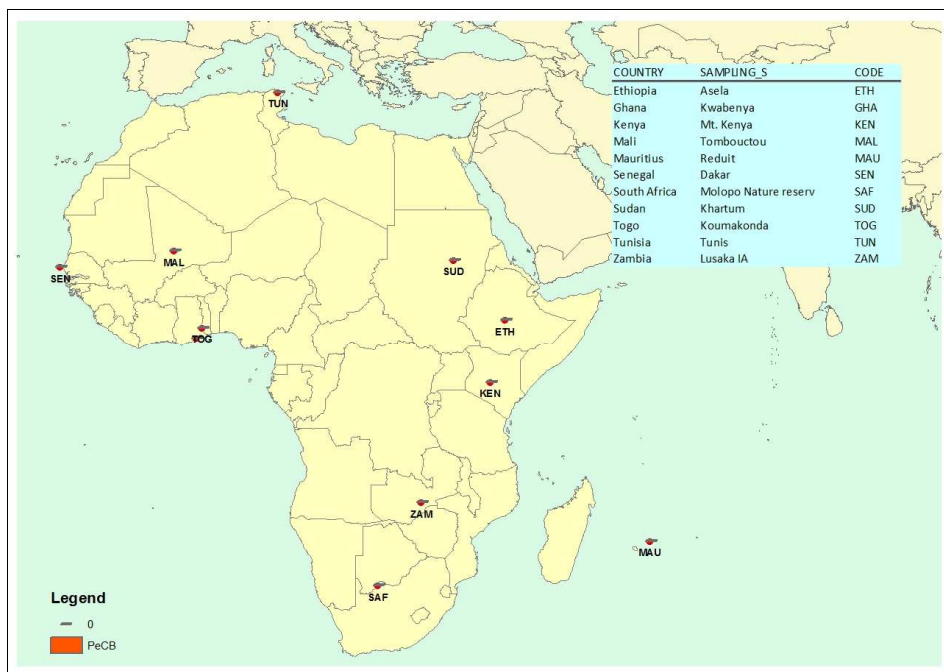 COUNTRY SAMPLING_S CODE
Ethiopia Asela ETH
Ghana Kwabenya GHA
Kenya Mt. Kenya KEN
Mali Tombouctou MAL
Mauritius Reduit MAU
Senegal Dakar SEN
South Africa Molopo Nature reserv SAF
Sudan Khartum SUD
Togo Koumakonda TOG
Tunisia Tunis TUN
Zambia Lusaka IA ZAM
TUN
MAL
SUD
SEN
ETH
TOG
KEN
ZAM
MAU
SAF
Legend
0
PeCB